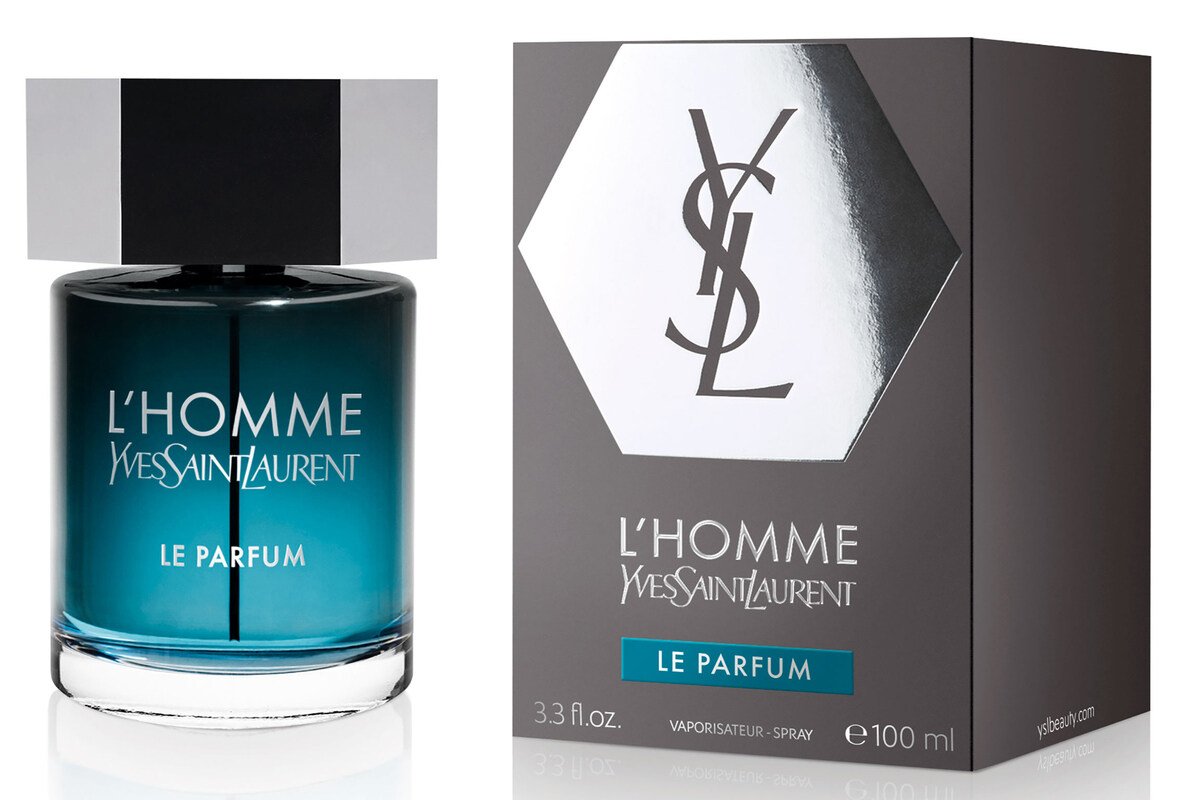 L'HOMME
YVESSAINTLAURENT
LE PARFUM
YSL
L'HOMME
YVESSAINTLAURENT
LE PARFUM
3.3 fl.oz.
VAPORISATEUR - SPRAY
℮100 ml
yslbeauty.com